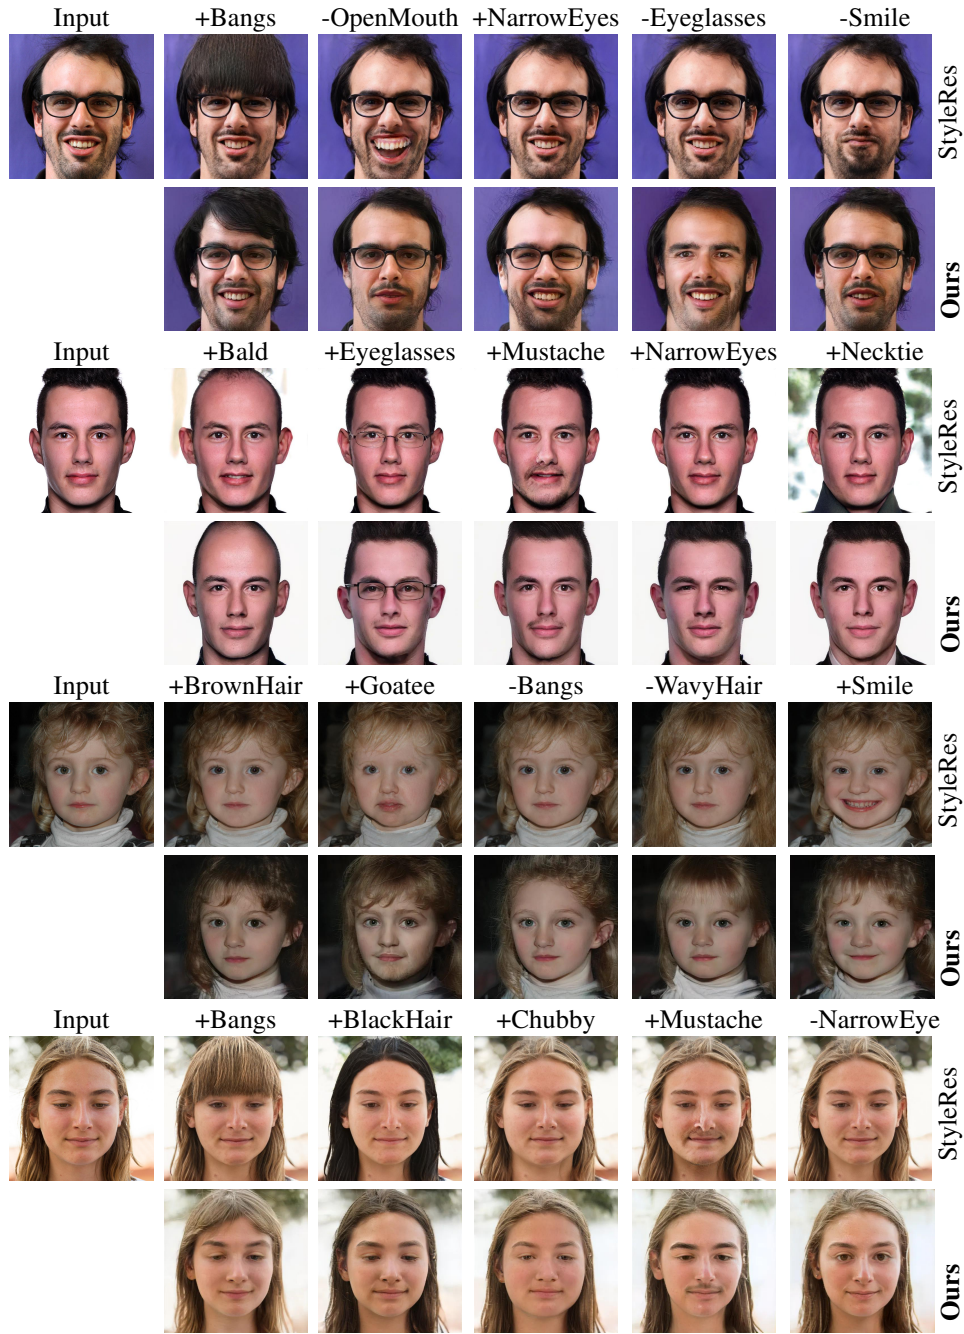 Input +Bangs -OpenMouth +NarrowEyes -Eyeglasses -Smile
StyleRes
Ours
Input +Bald +Eyeglasses +Mustache +NarrowEyes +Necktie
StyleRes
Ours
Input +BrownHair +Goatee -Bangs -WavyHair +Smile
StyleRes
Ours
Input +Bangs +BlackHair +Chubby +Mustache -NarrowEye
StyleRes
Ours